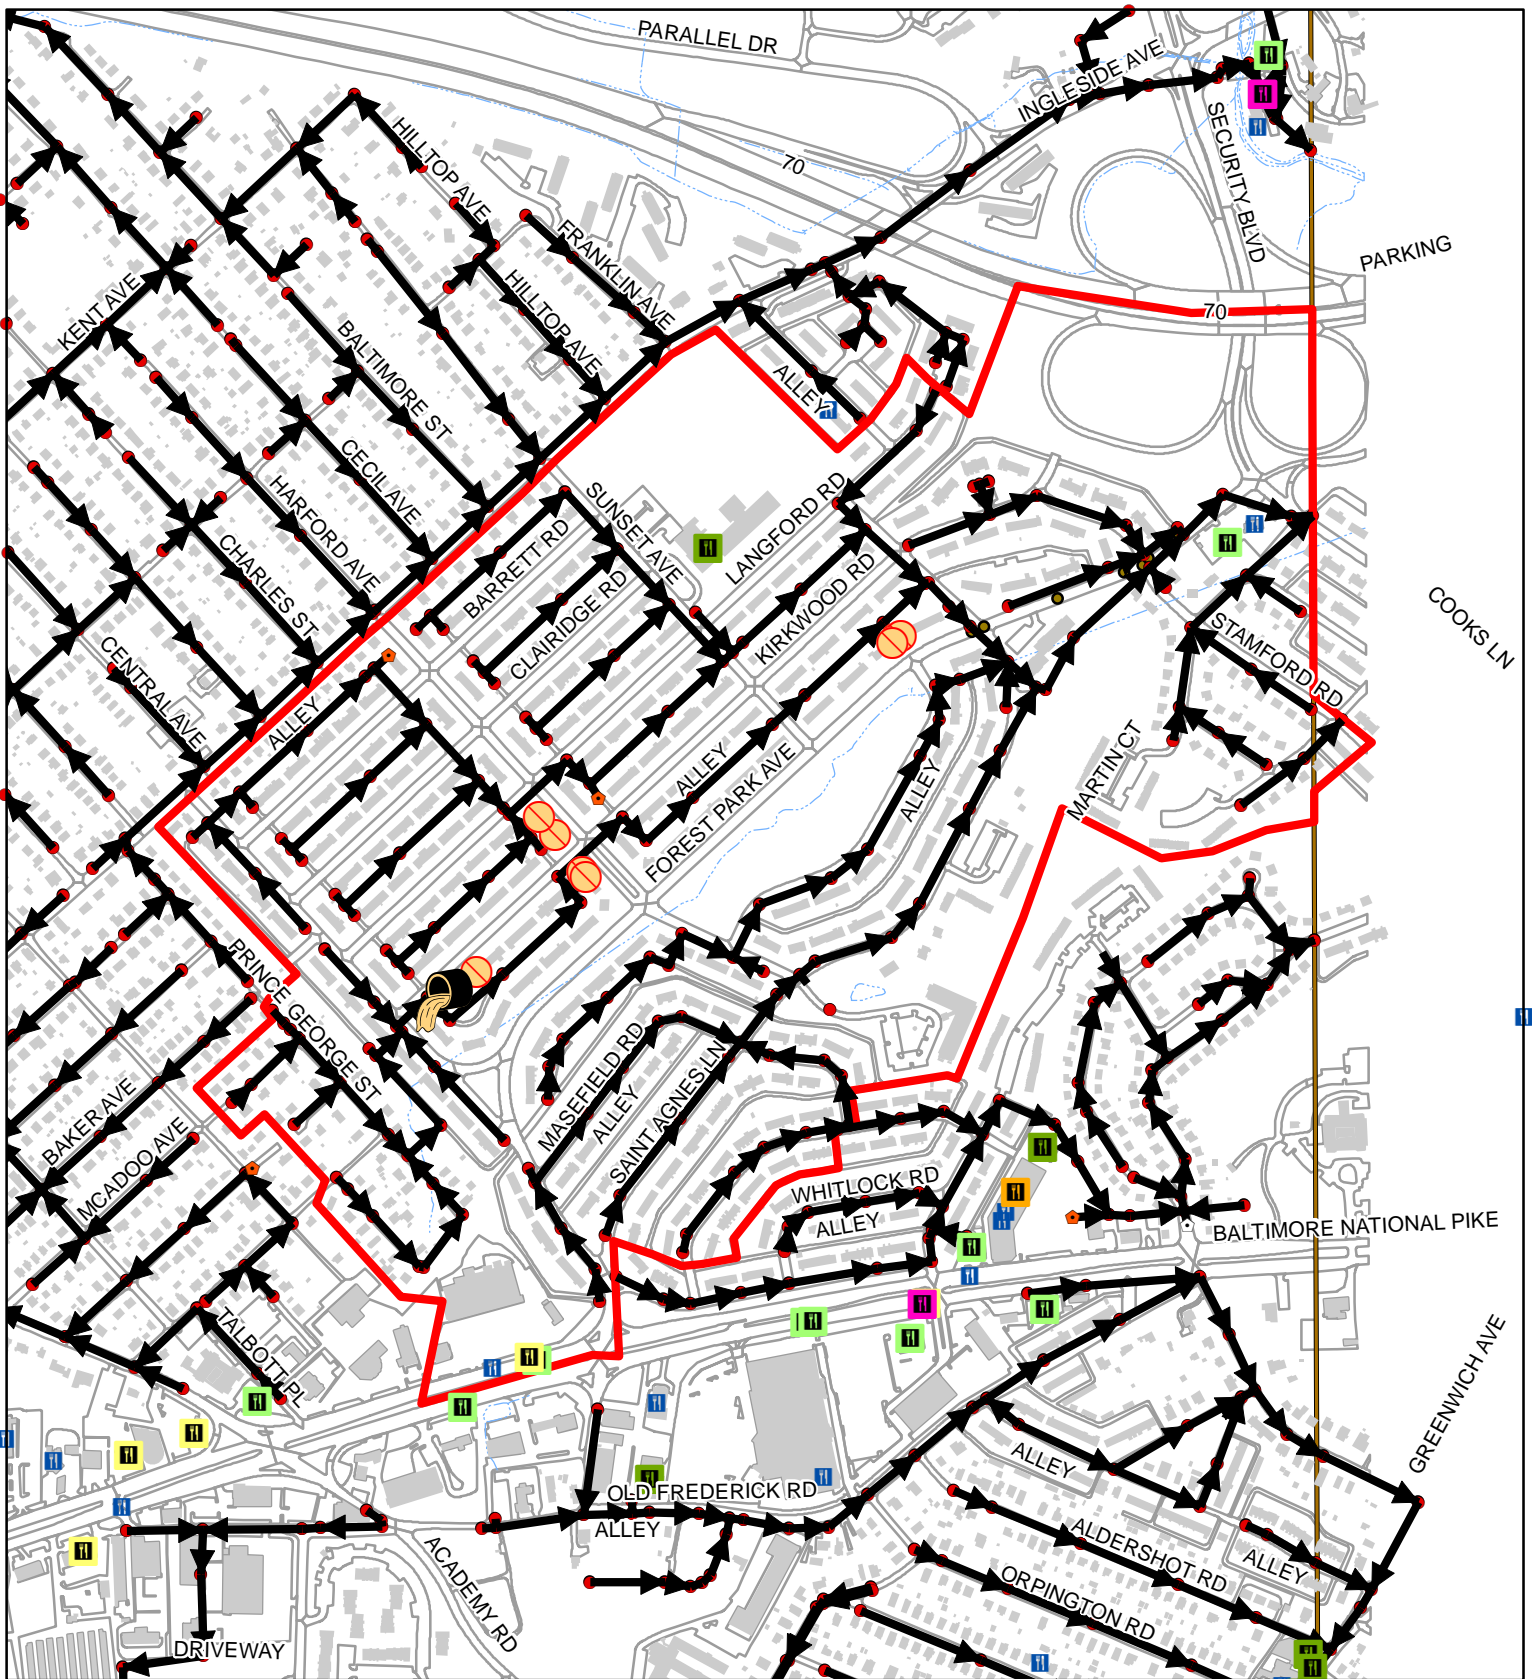 PARALLEL DR
INGLESIDE AVE
70
SECURITY BLVD
HILLTOP AVE
FRANKLIN AVE
PARKING
KENT AVE
HILLTOP AVE
70
BALTIMORE ST
ALLEY
CECIL AVE
HARFORD AVE
SUNSET AVE
LANGFORD RD
BARRETT RD
CHARLES ST
CLAIRIDGE RD
KIRKWOOD RD
COOKS LN
STAMFORD RD
CENTRAL AVE
ALLEY
MARTIN CT
ALLEY
FOREST PARK AVE
ALLEY
PRINCE GEORGE ST
MASEFIELD RD
ALLEY
SAINT AGNES LN
BAKER AVE
MCADOO AVE
WHITLOCK RD
ALLEY
BALTIMORE NATIONAL PIKE
TALBOTT PL
GREENWICH AVE
ALLEY
OLD FREDERICK RD
ALLEY
ALDERSHOT RD
ALLEY
ACADEMY RD
ORPINGTON RD
DRIVEWAY